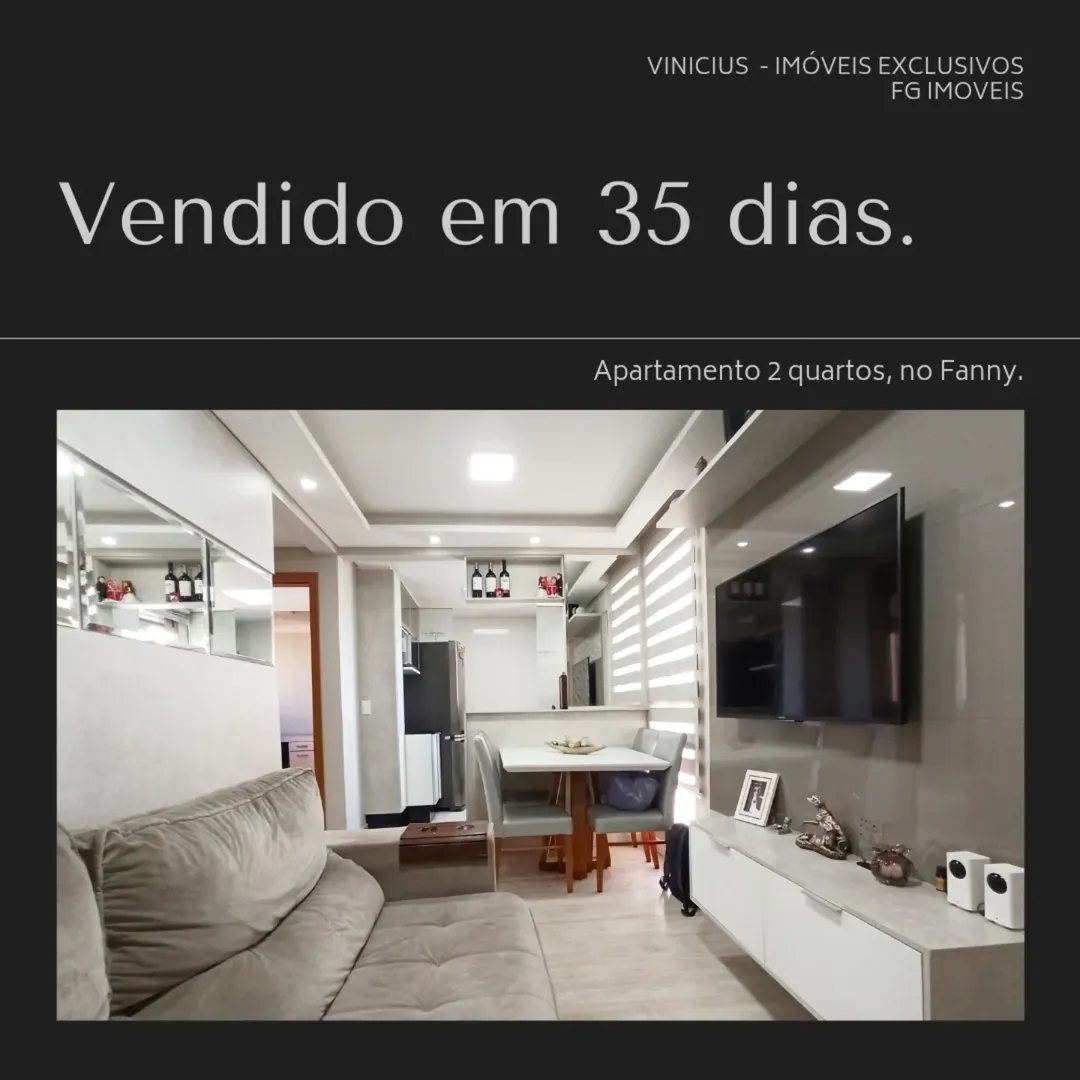 VINICIUS - IMÓVEIS EXCLUSIVOS
FG IMOVEIS
Vendido em 35 dias.
Apartamento 2 quartos, no Fanny.